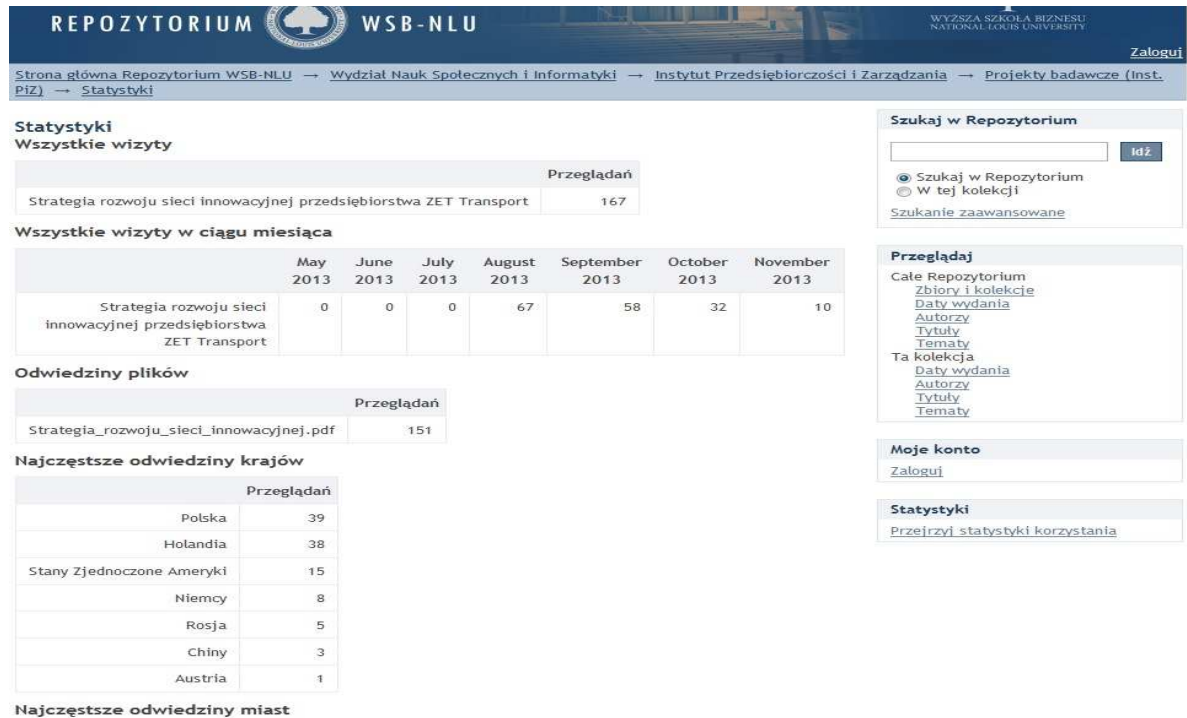 REPOZYTORIUM WSB-NLU
WYŻSZA SZKOŁA BIZNESU
NATIONAL-LOUIS UNIVERSITY
Zaloguj
Strona główna Repozytorium WSB-NLU → Wydział Nauk Społecznych i Informatyki → Instytut Przedsiębiorczości i Zarządzania → Projekty badawcze (Inst.
PiZ) → Statystyki
Statystyki
Wszystkie wizyty
Przeglądań
Strategia rozwoju sieci innowacyjnej przedsiębiorstwa ZET Transport 167
Wszystkie wizyty w ciągu miesiąca
May June July August September October November
2013 2013 2013 2013 2013 2013 2013
Strategia rozwoju sieci 0 0 0 67 58 32 10
innowacyjnej przedsiębiorstwa
ZET Transport
Odwiedziny plików
Przeglądań
Strategia_rozwoju_sieci_innowacyjnej.pdf 151
Najczęstsze odwiedziny krajów
Przeglądań
Polska 39
Holandia 38
Stany Zjednoczone Ameryki 15
Niemcy 8
Rosja 5
Chiny 3
Austria 1
Najczęstsze odwiedziny miast
Szukaj w Repozytorium
Idź
Szukaj w Repozytorium
W tej kolekcji
Szukanie zaawansowane
Przeglądaj
Całe Repozytorium
Zbiory i kolekcje
Daty wydania
Autorzy
Tytuły
Tematy
Ta kolekcja
Daty wydania
Autorzy
Tytuły
Tematy
Moje konto
Zaloguj
Statystyki
Przejrzyj statystyki korzystania